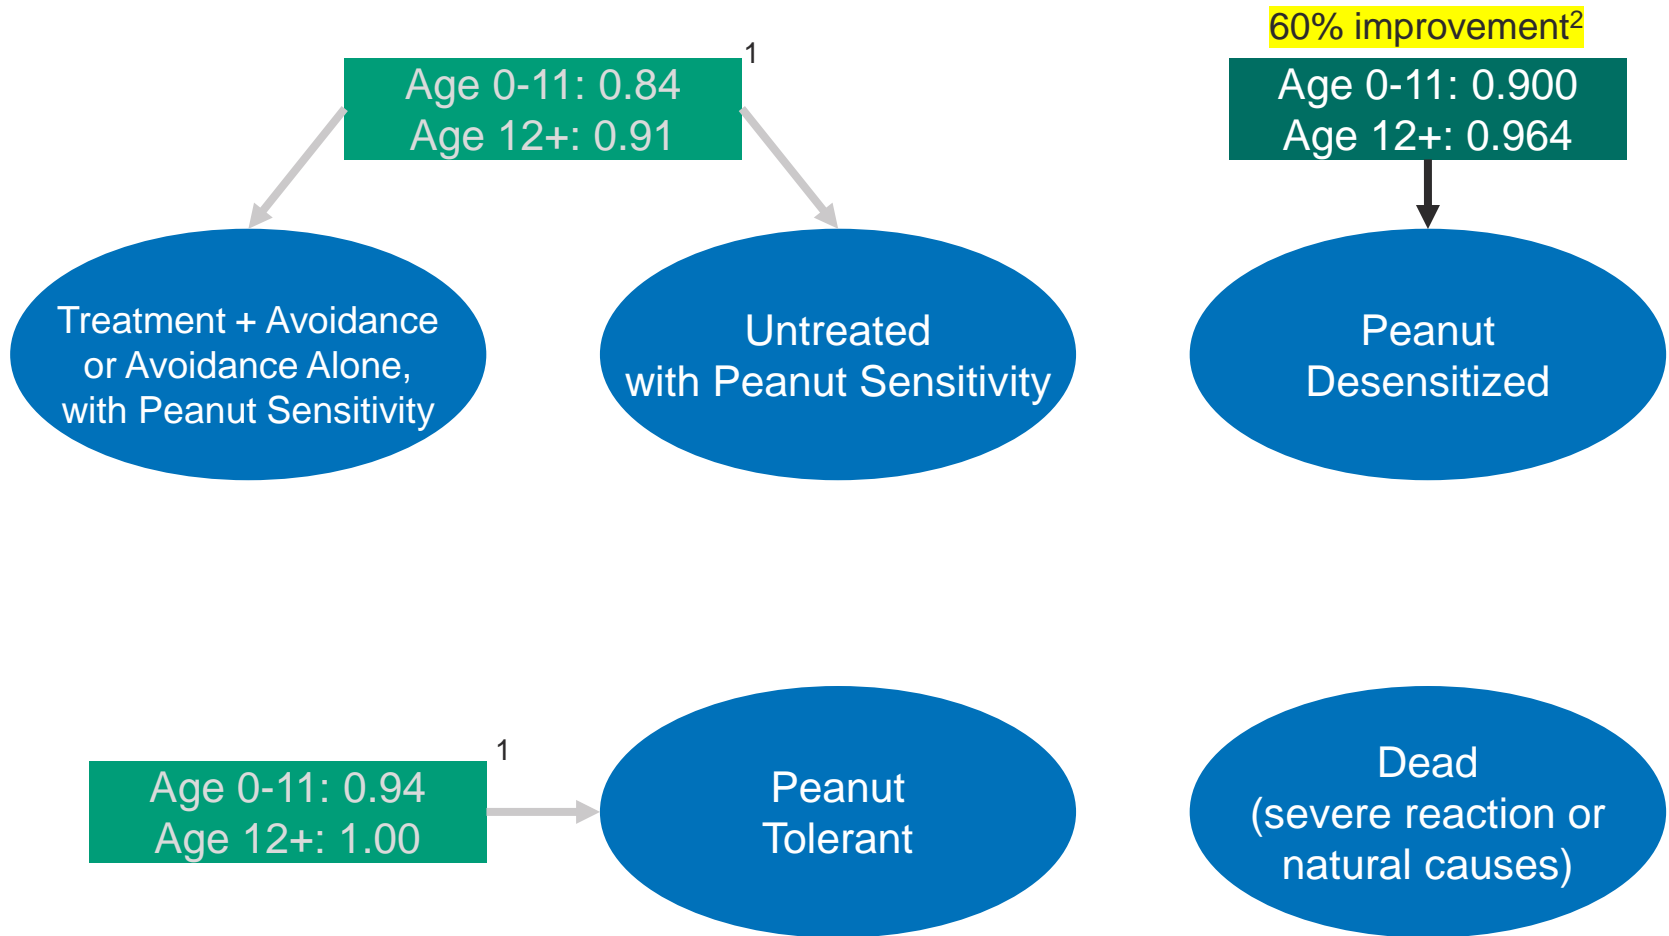 60% improvement²
1
Age 0-11: 0.84
Age 12+: 0.91
Age 0-11: 0.900
Age 12+: 0.964
Treatment + Avoidance
or Avoidance Alone,
with Peanut Sensitivity
Untreated
with Peanut Sensitivity
Peanut
Desensitized
1
Age 0-11: 0.94
Age 12+: 1.00
Peanut
Tolerant
Dead
(severe reaction or
natural causes)